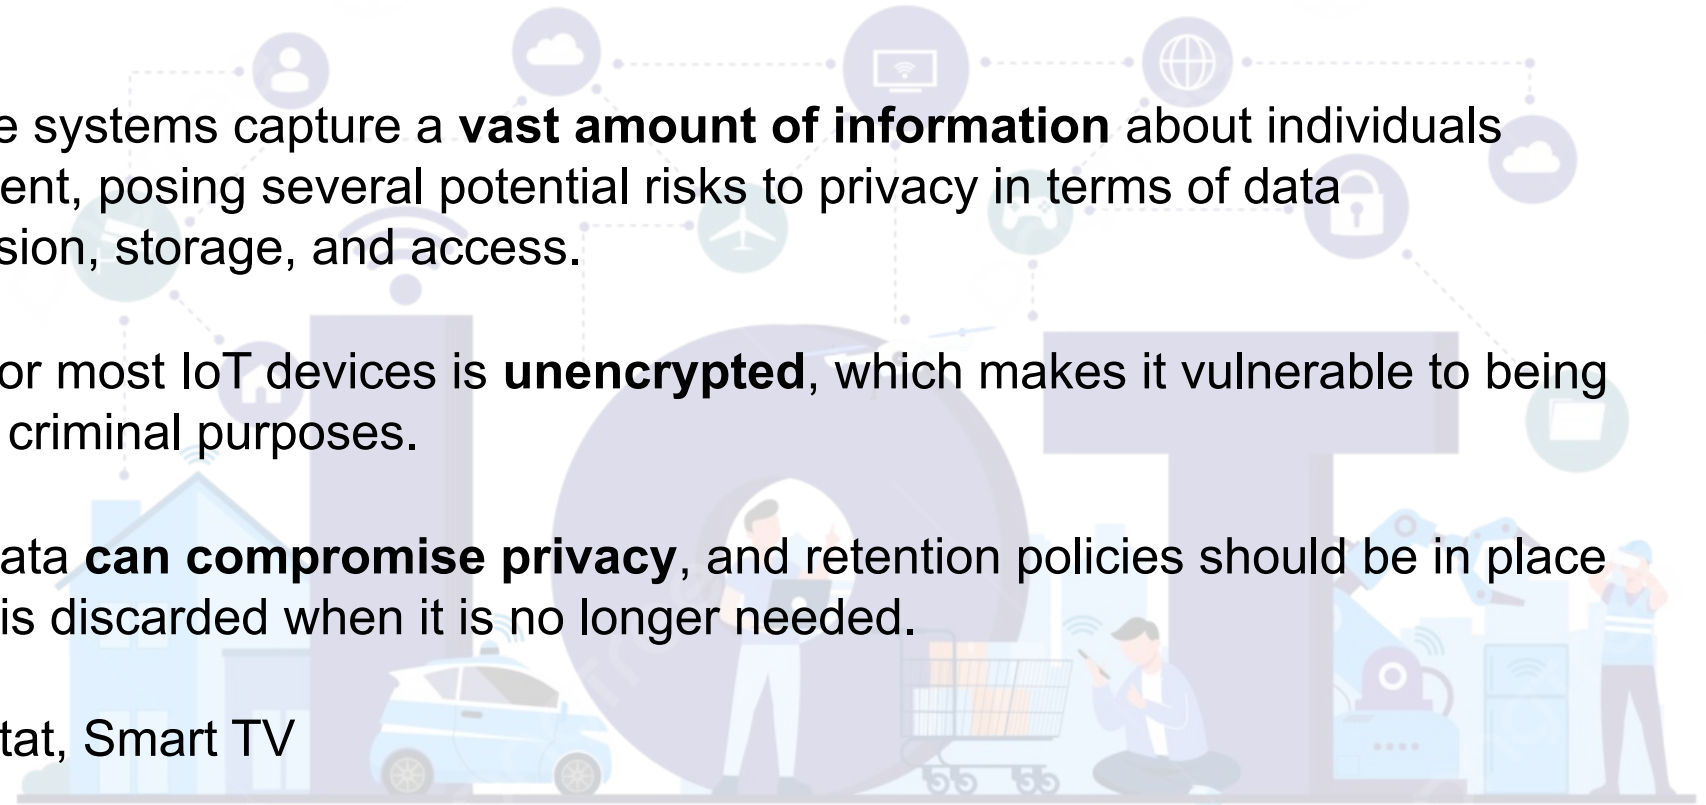 e systems capture a vast amount of information about individuals
ent, posing several potential risks to privacy in terms of data
sion, storage, and access.
or most IoT devices is unencrypted, which makes it vulnerable to being
criminal purposes.
ata can compromise privacy, and retention policies should be in place
is discarded when it is no longer needed.
tat, Smart TV
IOT